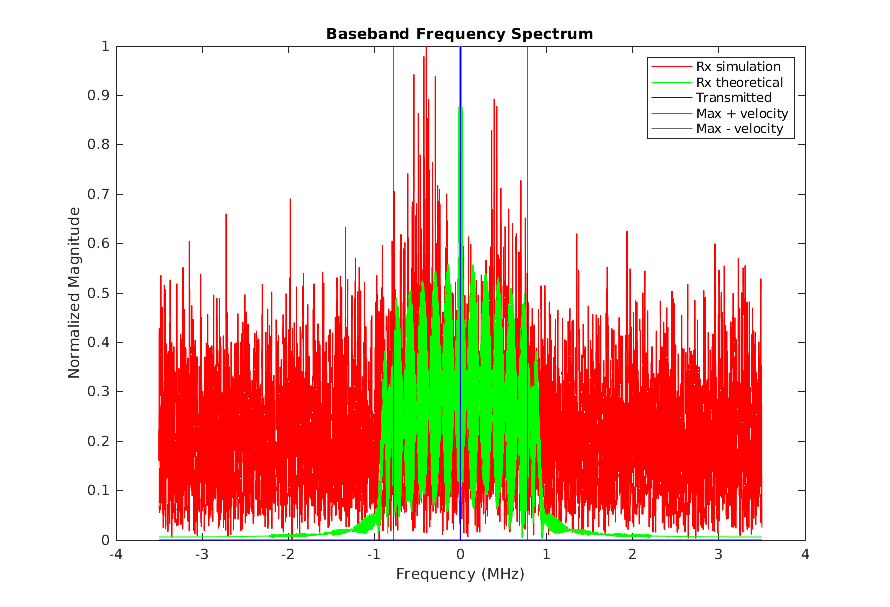 Baseband Frequency Spectrum
Rx simulation
Rx theoretical
Transmitted
Max + velocity
Max - velocity
Normalized Magnitude
1
0.9
0.8
0.7
0.6
0.5
0.4
0.3
0.2
0.1
0
-4 -3 -2 -1 0 1 2 3 4
Frequency (MHz)